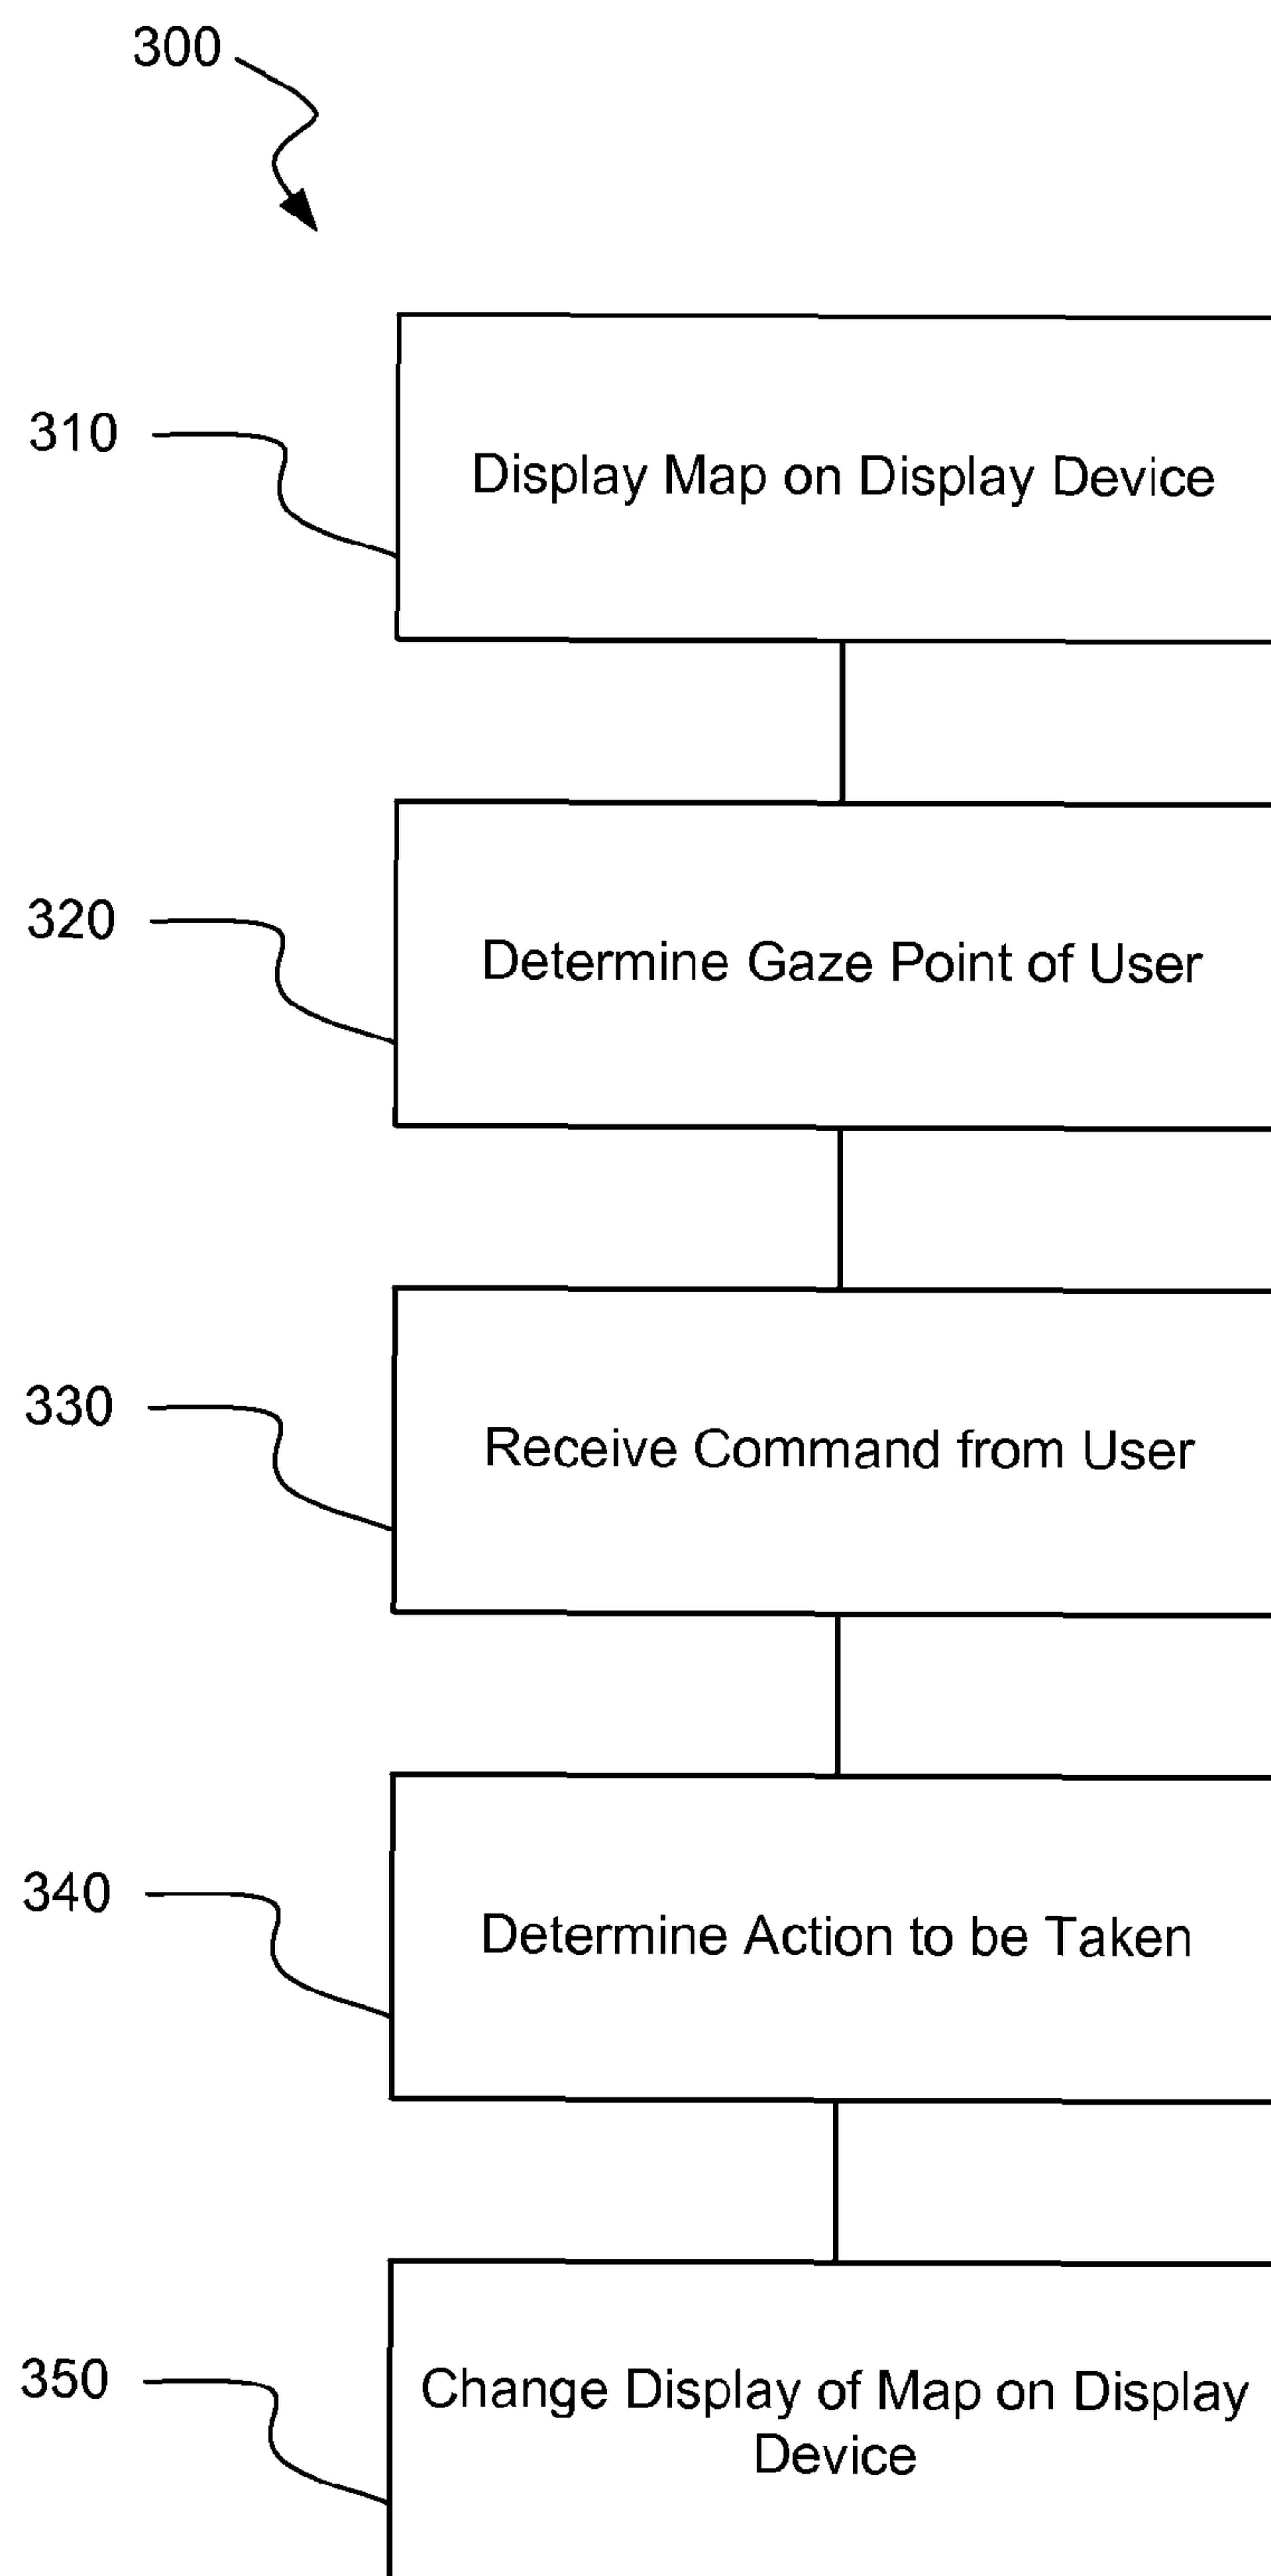 300
310
Display Map on Display Device
320
Determine Gaze Point of User
330
Receive Command from User
340
Determine Action to be Taken
350
Change Display of Map on Display
Device